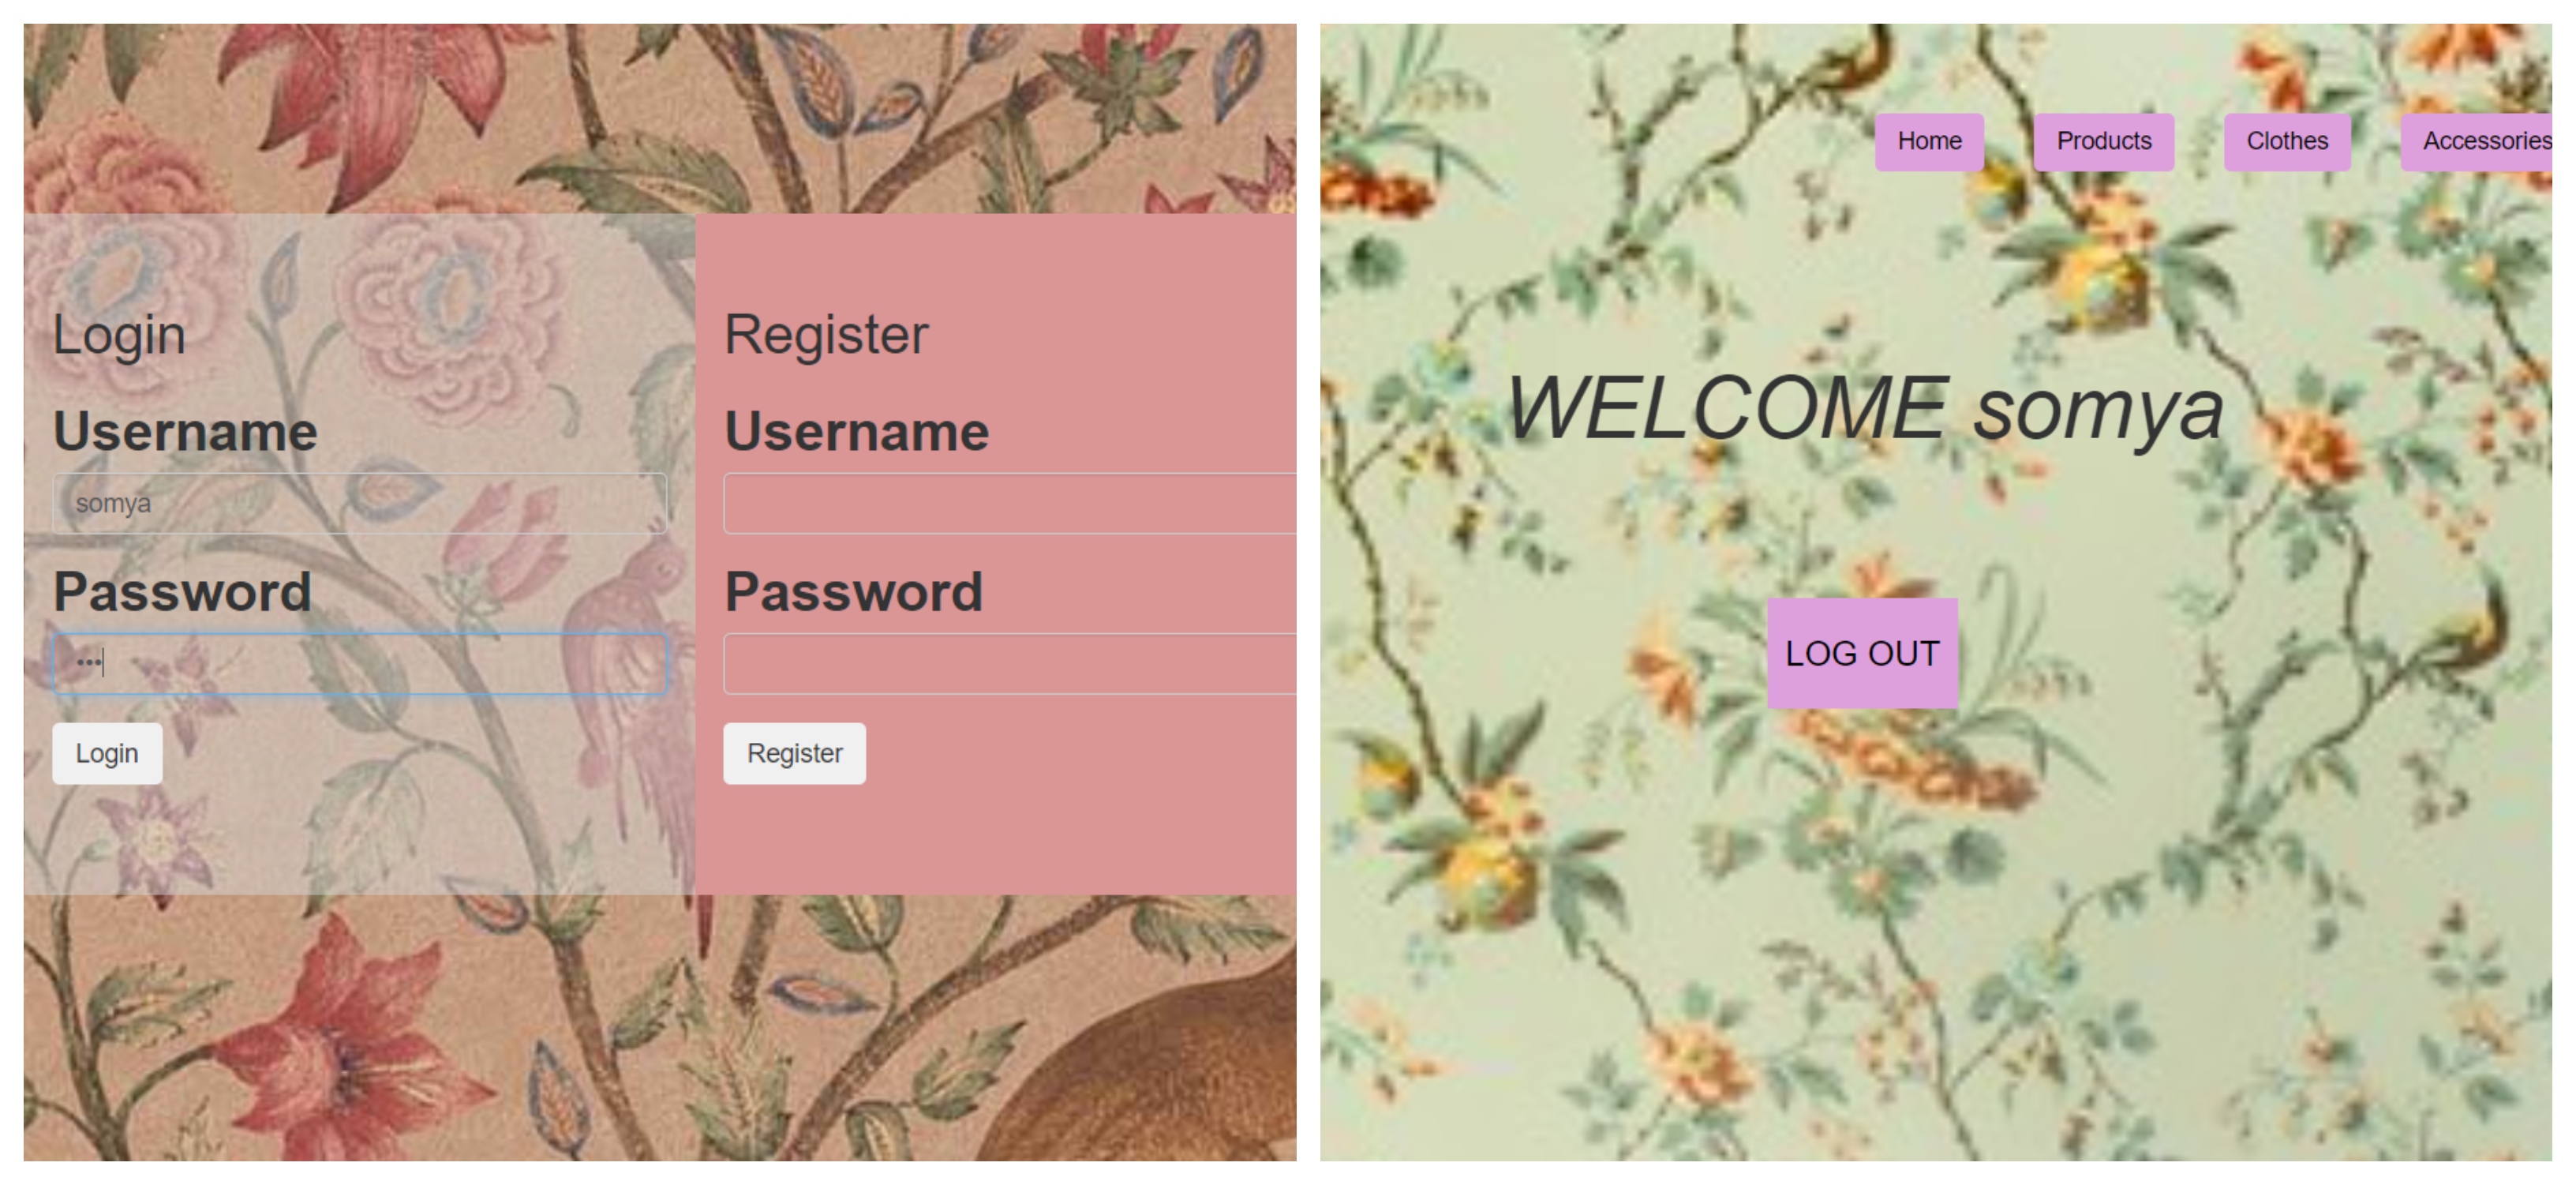 Login
Username
somya
Password
•••
Login
Register
Username
Password
Register
Home Products Clothes Accessories
WELCOME somya
LOG OUT